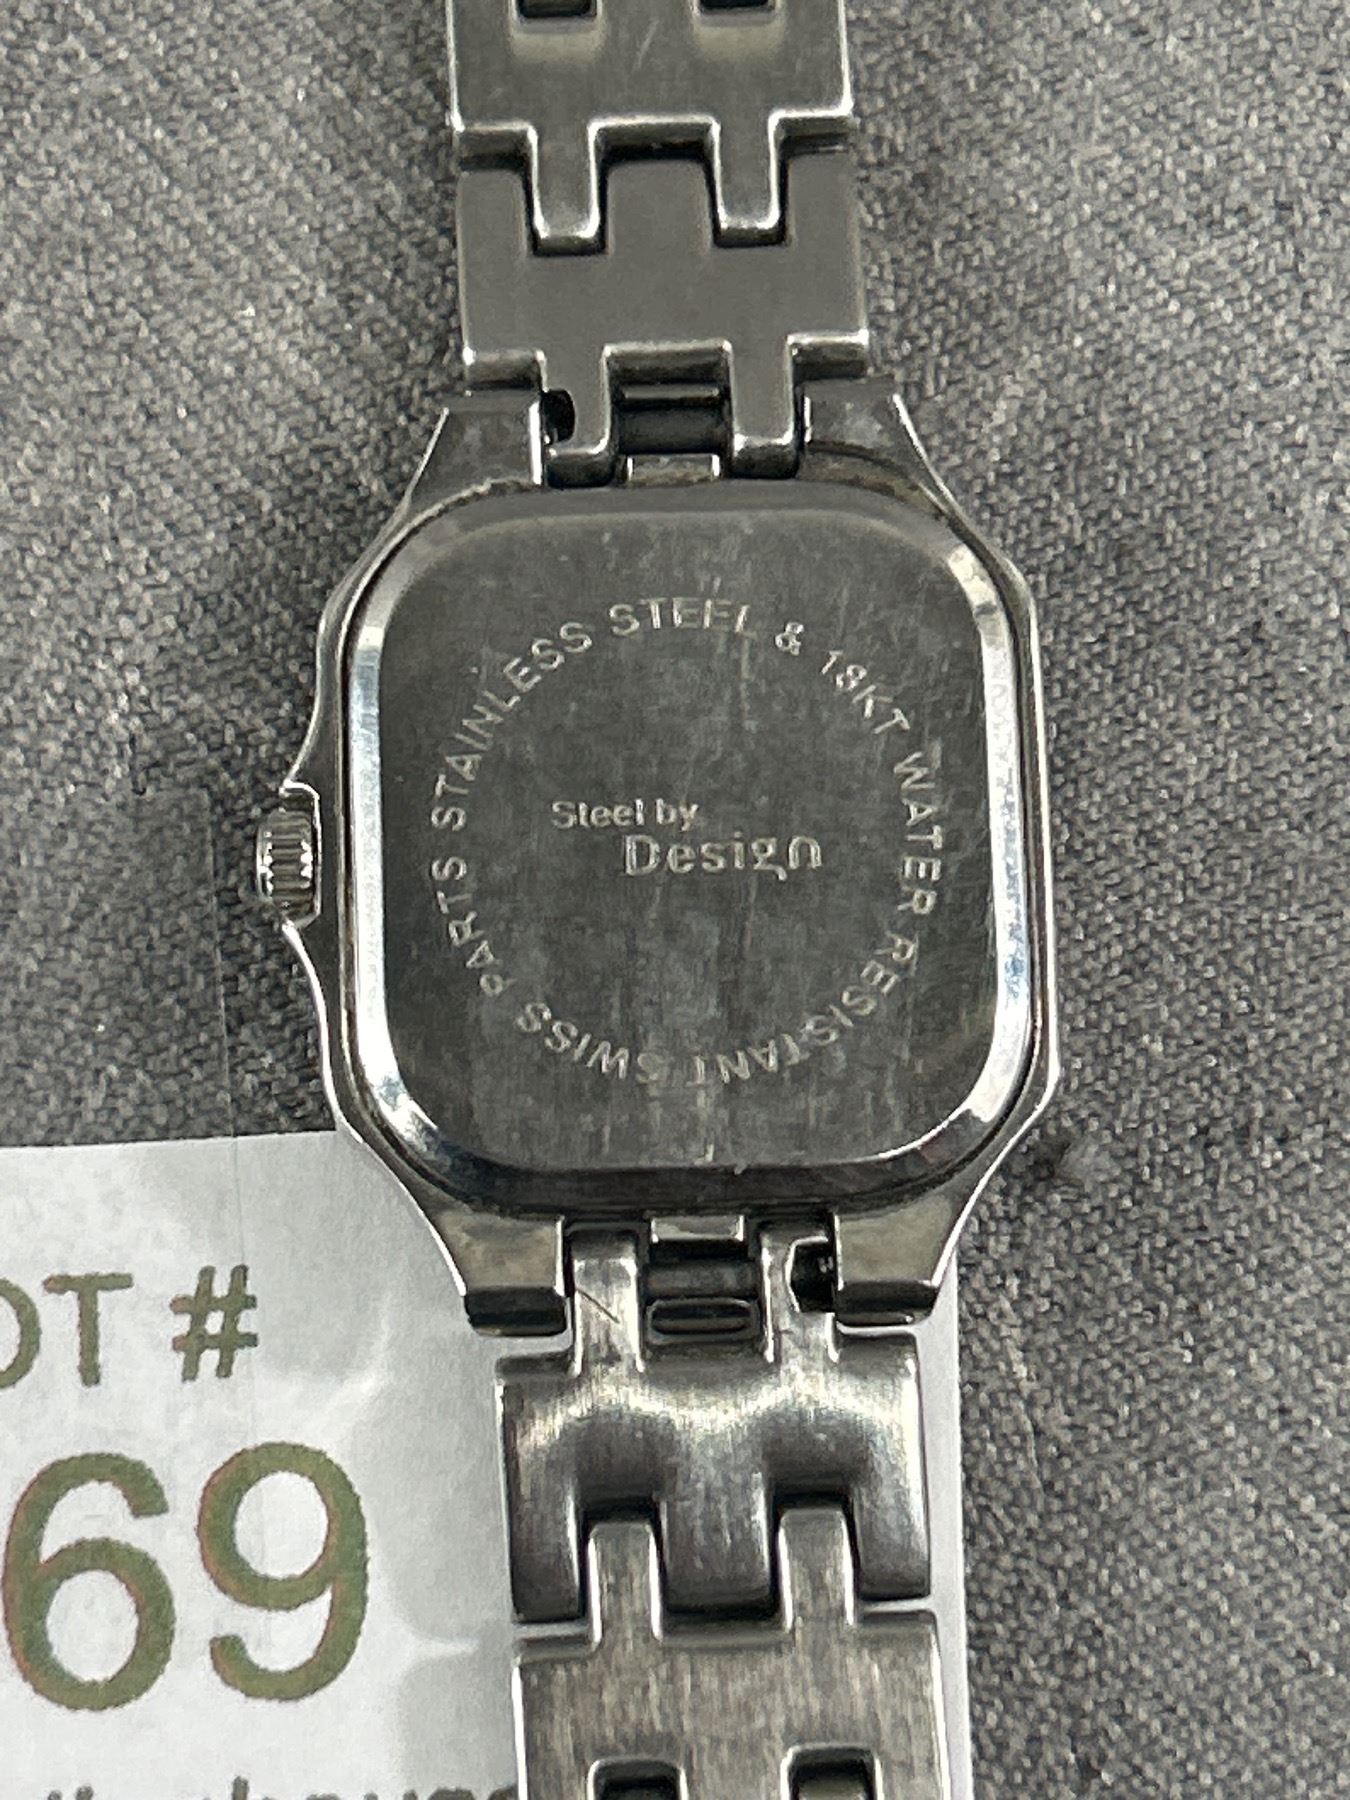 STAINLESS STEEL & 18KT WATER RESISTANT SWISS PARTS
Steel by
Design
OT #
69